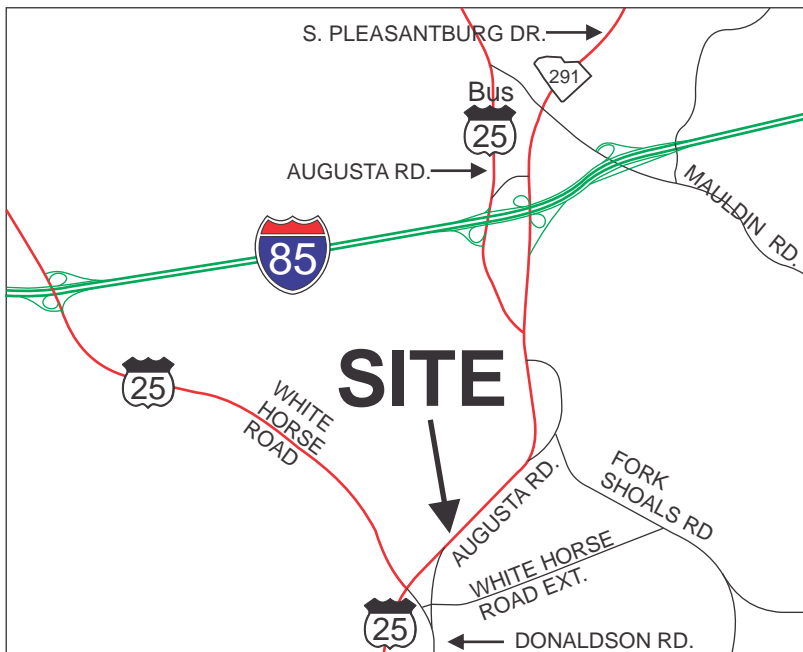 S. PLEASANTBURG DR.
291
Bus
25
AUGUSTA RD.
MAULDIN RD.
85
25
SITE
WHITE
HORSE
ROAD
FORK
SHOALS RD
AUGUSTA RD.
WHITE HORSE
ROAD EXT.
25
DONALDSON RD.